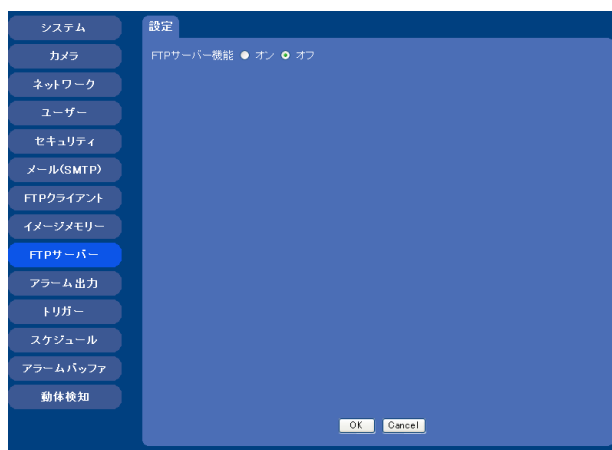 システム
カメラ
ネットワーク
ユーザー
セキュリティ
メール(SMTP)
FTPクライアント
イメージメモリー
FTPサーバー
アラーム出力
トリガー
スケジュール
アラームバッファ
動体検知
設定
FTPサーバー機能 オン オフ
OK Cancel